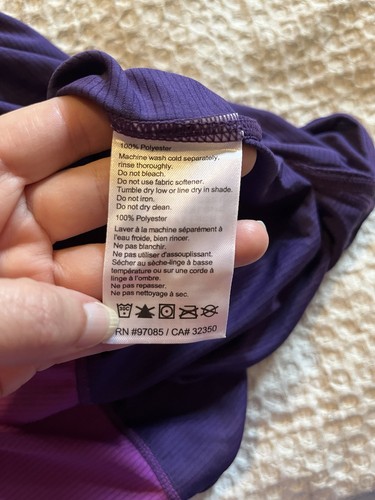 100% Polyester
Machine wash cold separately,
rinse thoroughly.
Do not bleach.
Do not use fabric softener.
Tumble dry low or line dry in shade.
Do not iron.
Do not dry clean.
100% Polyester
Laver à la machine séparément à
l'eau froide, bien rincer.
Ne pas blanchir.
Ne pas utiliser d'assouplissant.
Sécher au sèche-linge à basse
température ou sur une corde à
linge à l'ombre.
Ne pas repasser.
Ne pas nettoyage à sec.
RN #97085 / CA# 32350